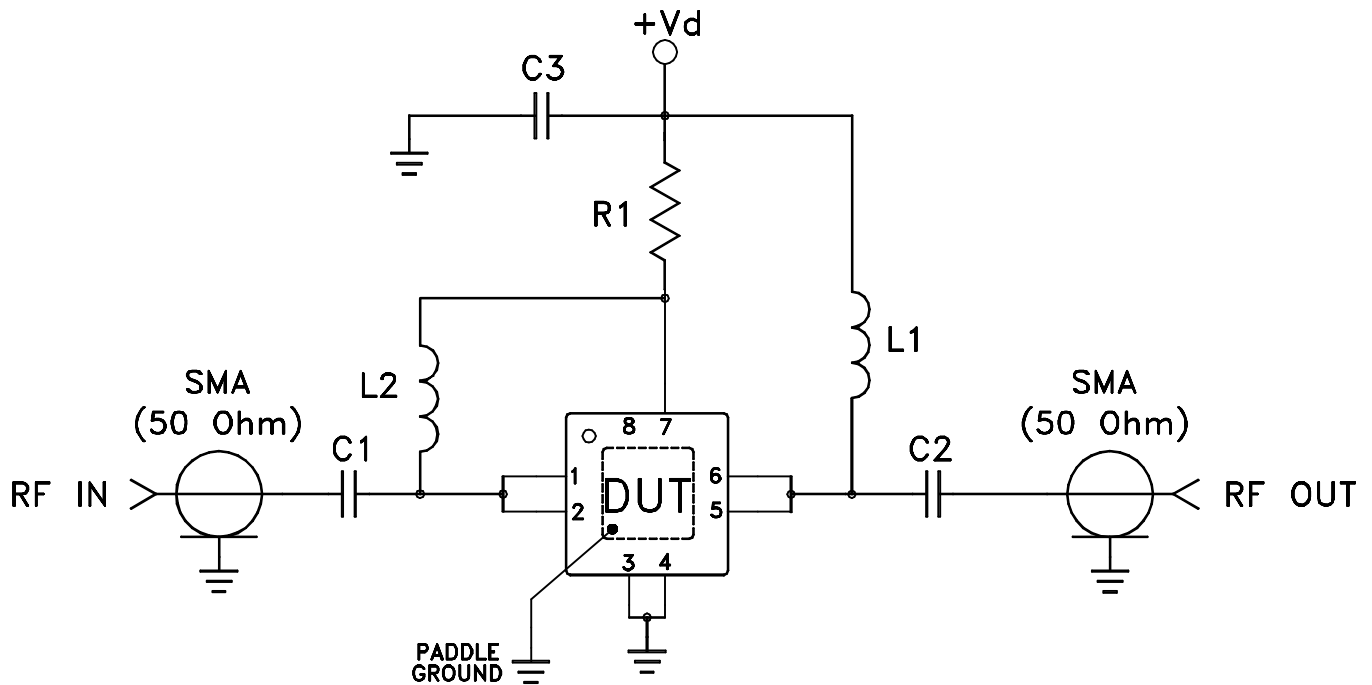 +Vd
C3
R1
L1
L2
SMA
(50 Ohm)
SMA
(50 Ohm)
C1
C2
8 7
RF IN
1
2
DUT
6
5
RF OUT
3 4
PADDLE
GROUND